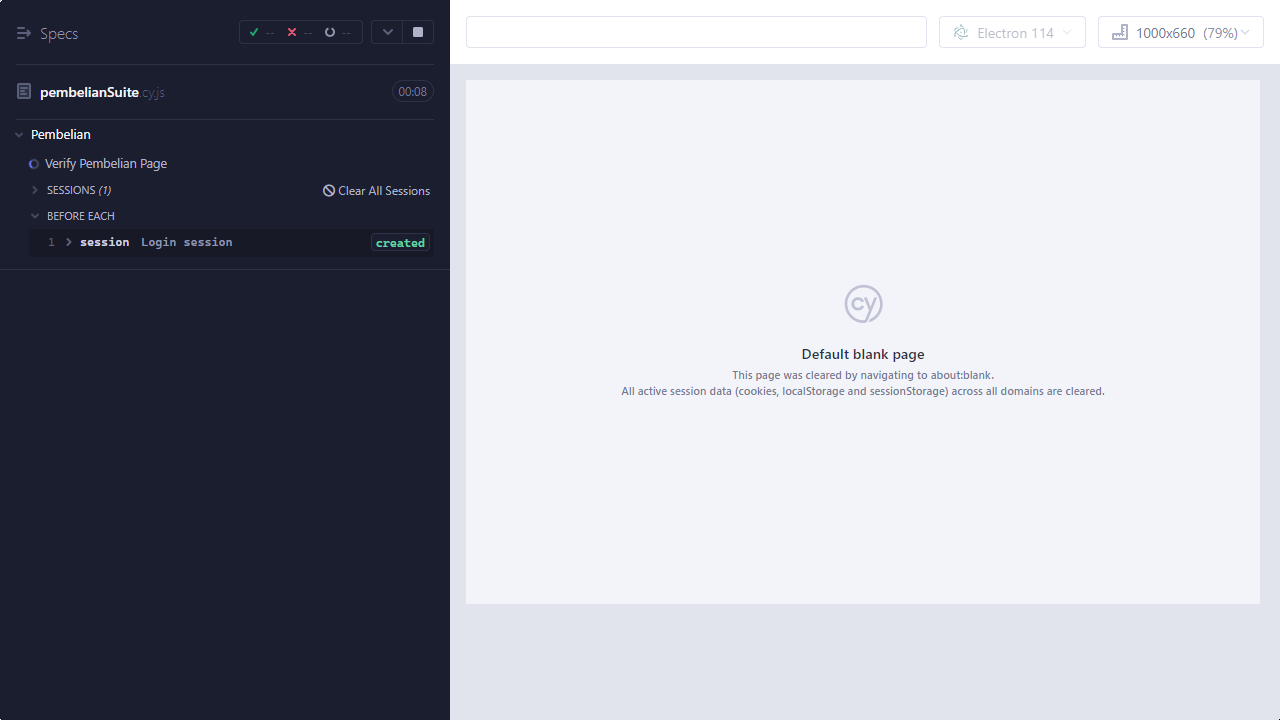 Specs
--
--
--
Electron 114
1000x660 (79%)
pembelianSuite.cy.js
00:08
Pembelian
Verify Pembelian Page
SESSIONS (1)
Clear All Sessions
BEFORE EACH
1 session Login session created
cy
Default blank page
This page was cleared by navigating to about:blank.
All active session data (cookies, localStorage and sessionStorage) across all domains are cleared.